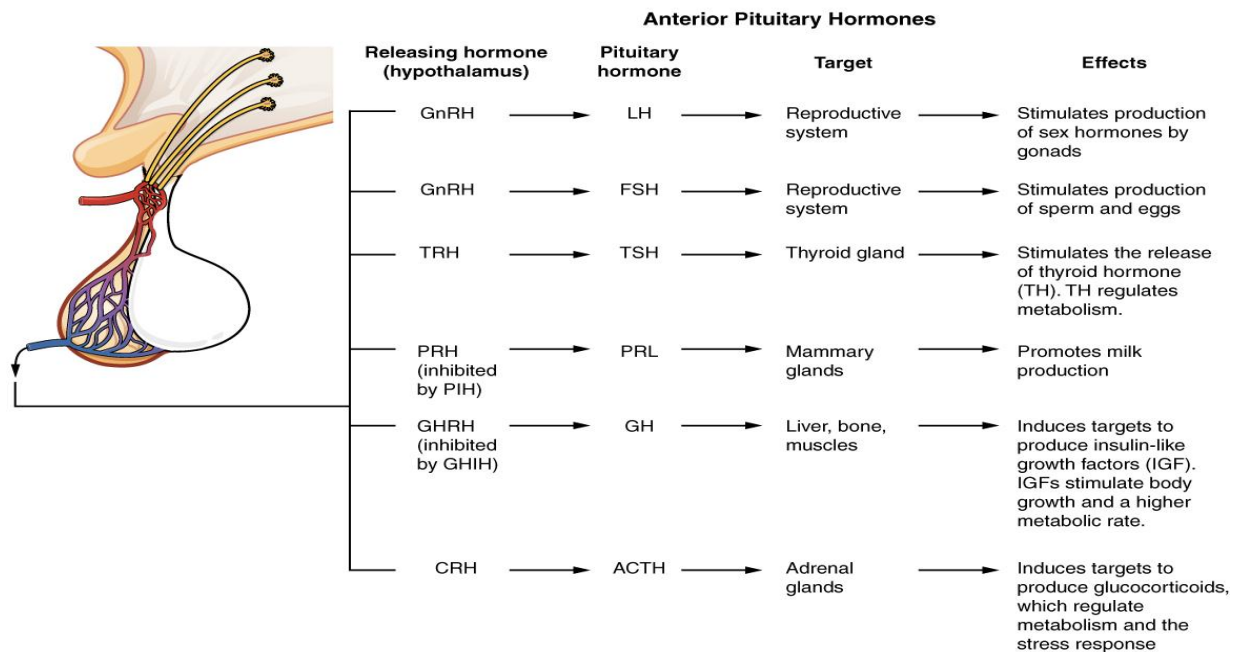 Anterior Pituitary Hormones
Releasing hormone
(hypothalamus)
Pituitary
hormone
Target
Effects
GnRH
LH
Reproductive
system
Stimulates production
of sex hormones by
gonads
GnRH
FSH
Reproductive
system
Stimulates production
of sperm and eggs
TRH
TSH
Thyroid gland
Stimulates the release
of thyroid hormone
(TH). TH regulates
metabolism.
PRH
(inhibited
by PIH)
PRL
Mammary
glands
Promotes milk
production
GHRH
(inhibited
by GHIH)
GH
Liver, bone,
muscles
Induces targets to
produce insulin-like
growth factors (IGF).
IGFs stimulate body
growth and a higher
metabolic rate.
CRH
ACTH
Adrenal
glands
Induces targets to
produce glucocorticoids,
which regulate
metabolism and the
stress response